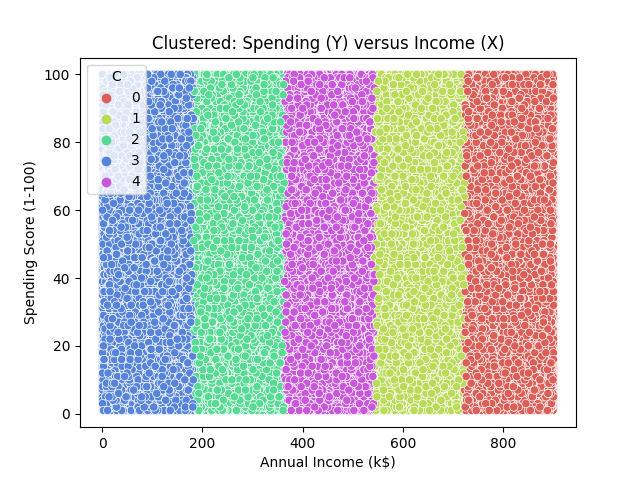 Clustered: Spending (Y) versus Income (X)
C
0
1
2
3
4
100
80
60
40
20
0
Spending Score (1-100)
0 200 400 600 800
Annual Income (k$)